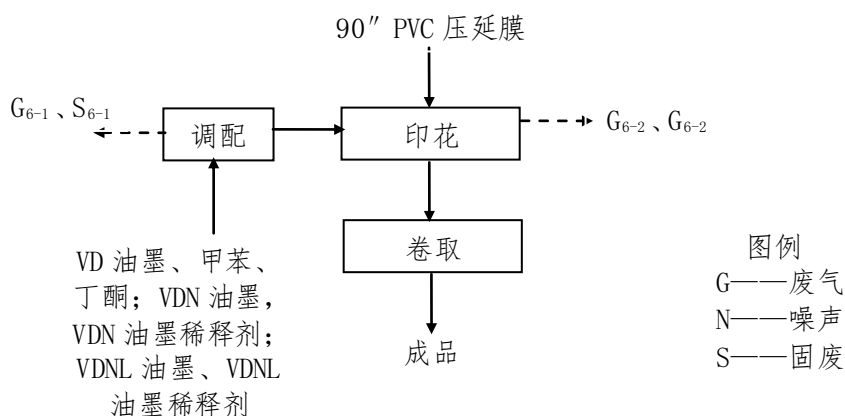 90″ PVC 压延膜
G6-1、S6-1
调配
印花
G6-2、G6-2
卷取
VD 油墨、甲苯、
丁酮；VDN 油墨，
VDN 油墨稀释剂；
VDNL 油墨、VDNL
油墨稀释剂
成品
图例
G——废气
N——噪声
S——固废